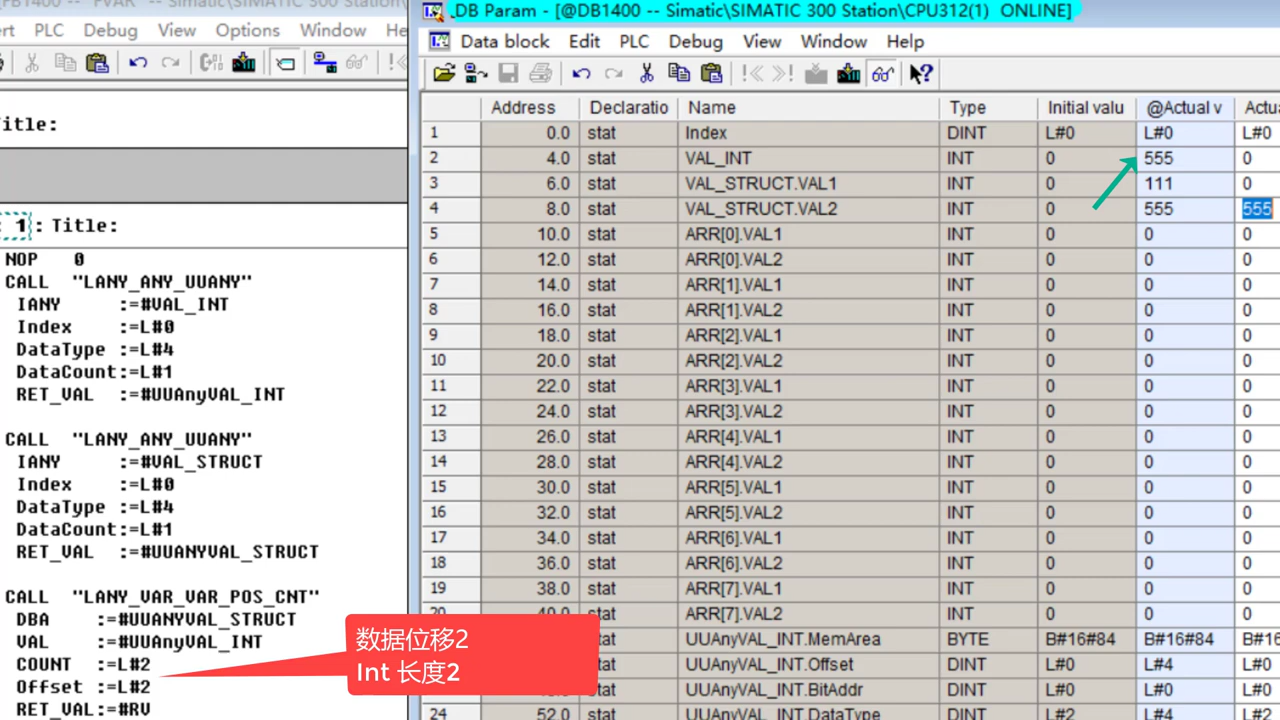 ert PLC Debug View Options Window He
itle:
1 : Title:
NOP 0
CALL "LANY_ANY_UUANY"
IANY :=#VAL_INT
Index :=L#0
DataType :=L#4
DataCount:=L#1
RET_VAL :=#UUAnyVAL_INT
CALL "LANY_ANY_UUANY"
IANY :=#VAL_STRUCT
Index :=L#0
DataType :=L#4
DataCount:=L#1
RET_VAL :=#UUANYVAL_STRUCT
CALL "LANY_VAR_VAR_POS_CNT"
DBA :=#UUANYVAL_STRUCT
VAL :=#UUAnyVAL_INT
COUNT :=L#2
Offset :=L#2
RET_VAL:=#RV
数据位移2
Int 长度2
DB Param - [@DB1400 -- Simatic\SIMATIC 300 Station\CPU312(1) ONLINE]
Data block Edit PLC Debug View Window Help
Address Declaratio Name Type Initial valu @Actual v Actua
1 0.0 stat Index DINT L#0 L#0 L#0
2 4.0 stat VAL_INT INT 0 555 0
3 6.0 stat VAL_STRUCT.VAL1 INT 0 111 0
4 8.0 stat VAL_STRUCT.VAL2 INT 0 555 555
5 10.0 stat ARR[0].VAL1 INT 0 0 0
6 12.0 stat ARR[0].VAL2 INT 0 0 0
7 14.0 stat ARR[1].VAL1 INT 0 0 0
8 16.0 stat ARR[1].VAL2 INT 0 0 0
9 18.0 stat ARR[2].VAL1 INT 0 0 0
10 20.0 stat ARR[2].VAL2 INT 0 0 0
11 22.0 stat ARR[3].VAL1 INT 0 0 0
12 24.0 stat ARR[3].VAL2 INT 0 0 0
13 26.0 stat ARR[4].VAL1 INT 0 0 0
14 28.0 stat ARR[4].VAL2 INT 0 0 0
15 30.0 stat ARR[5].VAL1 INT 0 0 0
16 32.0 stat ARR[5].VAL2 INT 0 0 0
17 34.0 stat ARR[6].VAL1 INT 0 0 0
18 36.0 stat ARR[6].VAL2 INT 0 0 0
19 38.0 stat ARR[7].VAL1 INT 0 0 0
20 40.0 stat ARR[7].VAL2 INT 0 0 0
stat UUAnyVAL_INT.MemArea BYTE B#16#84 B#16#84 B#16
stat UUAnyVAL_INT.Offset DINT L#0 L#4 L#0
stat UUAnyVAL_INT.BitAddr DINT L#0 L#0 L#0
24 52.0 stat UUAnyVAL_INT.DataType DINT L#2 L#4 L#2